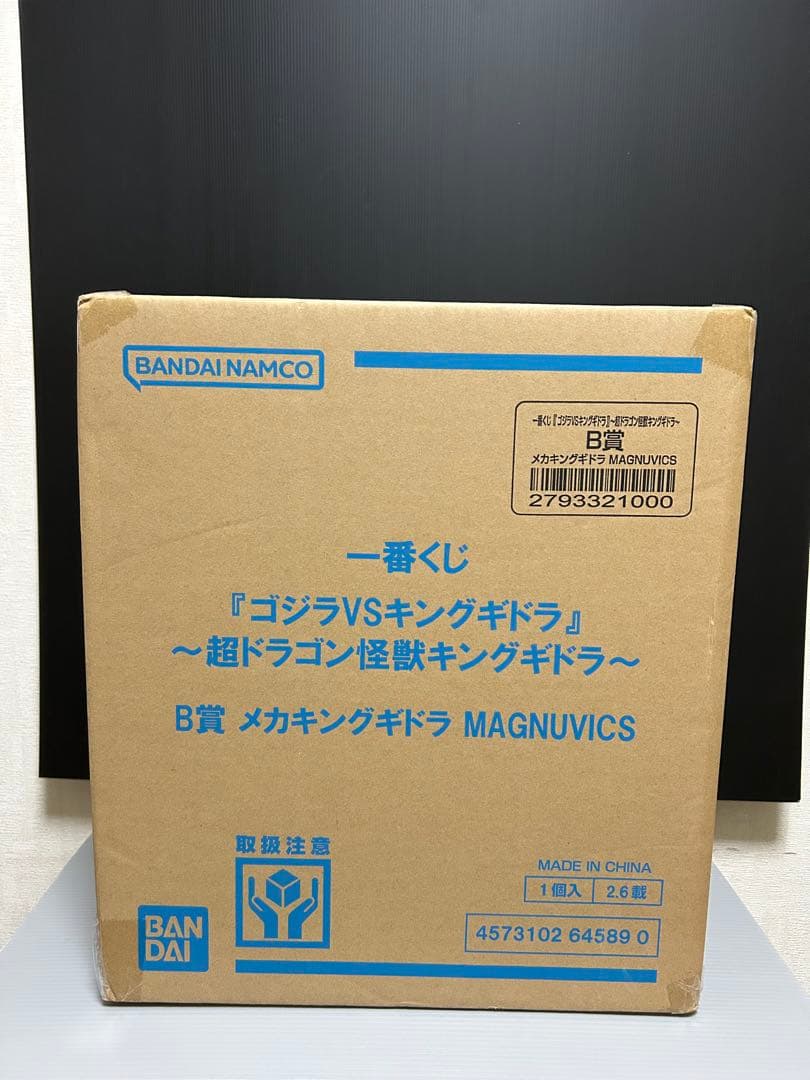 BANDAI NAMCO
一番くじ『ゴジラVSキングギドラ』~超ドラゴン怪獣キングギドラ~
B賞
メカキングギドラ MAGNUVICS
2793321000
一番くじ
『ゴジラVSキングギドラ』
~超ドラゴン怪獣キングギドラ~
B賞 メカキングギドラ MAGNUVICS
取扱注意
MADE IN CHINA
1個入 2.6載
BAN
DAI
4573102 64589 0